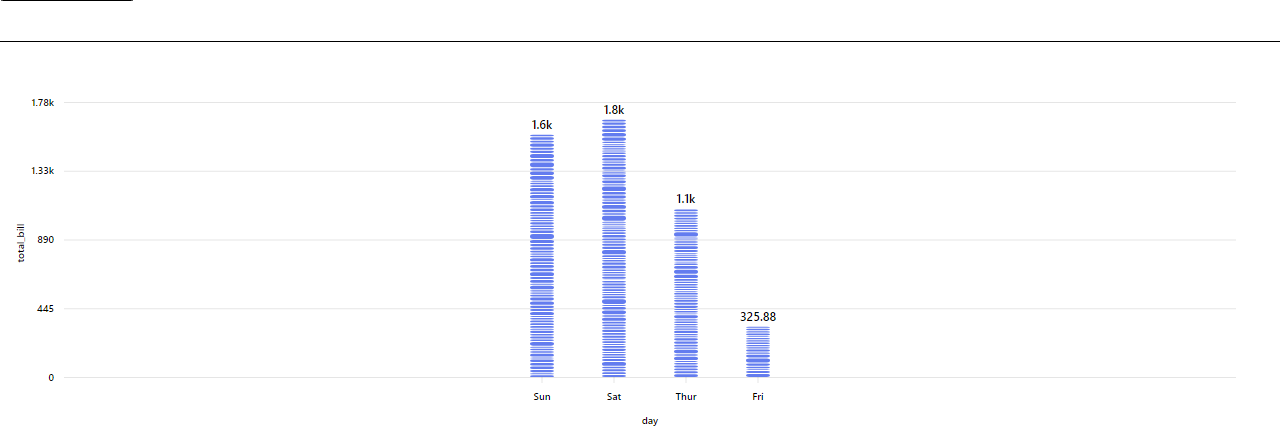 1.78k
1.33k
890
445
0
total_bill
1.6k
1.8k
1.1k
325.88
Sun Sat Thur Fri
day